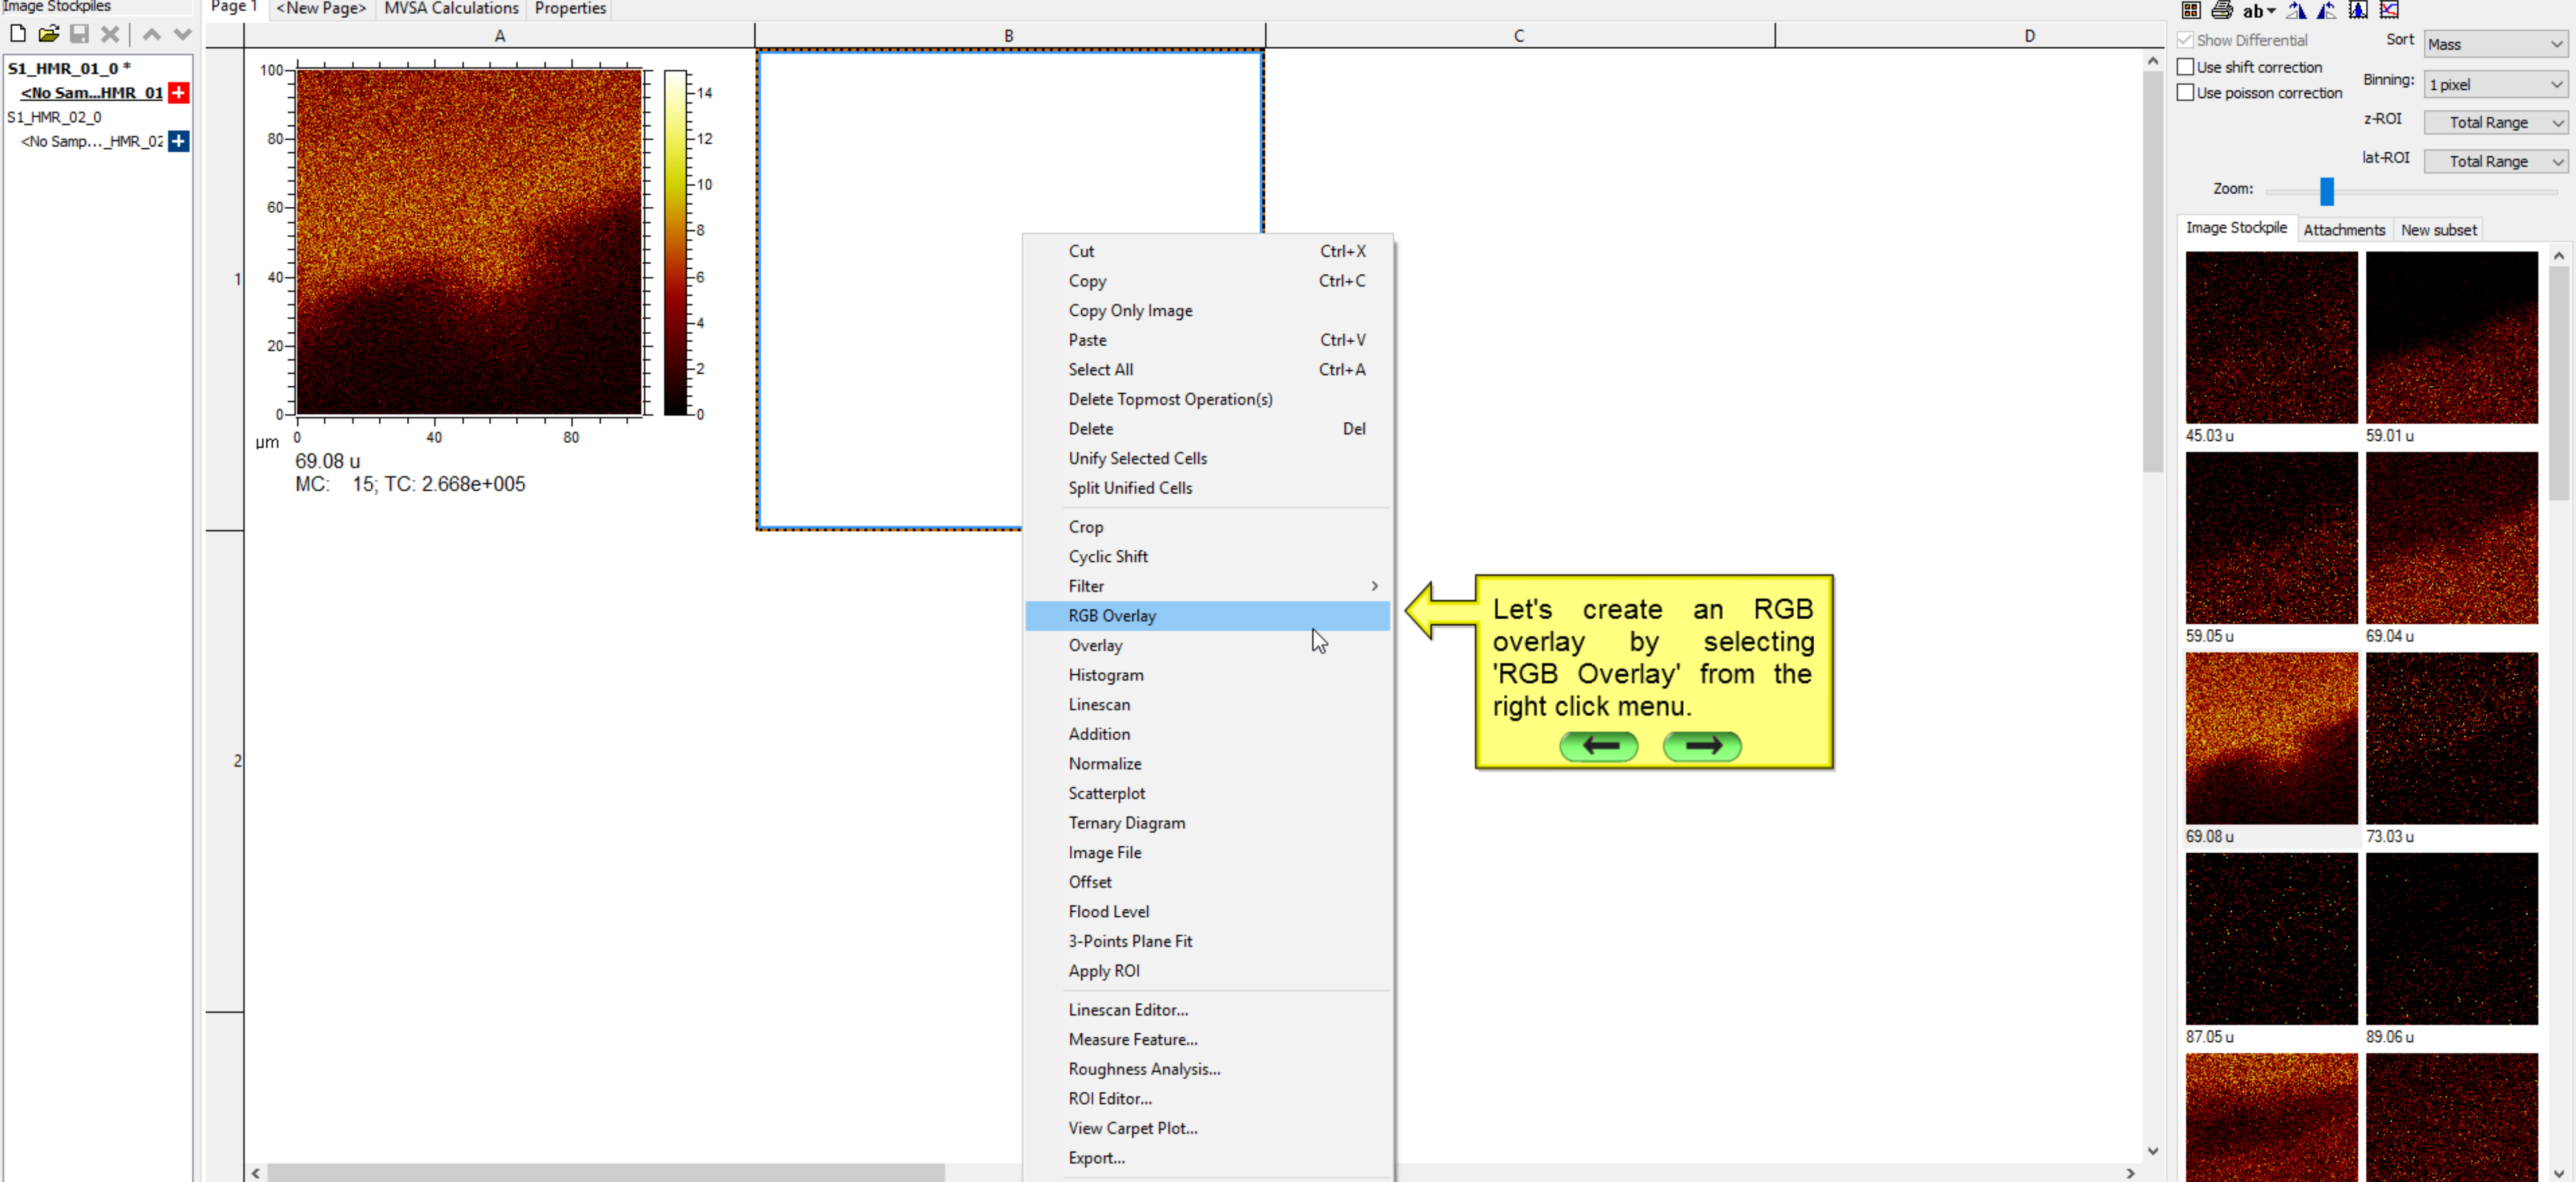 Image Stockpiles
Page 1
<New Page>
MVSA Calculations
Properties
S1_HMR_01_0 *
<No Sam...HMR_01
S1_HMR_02_0
<No Samp..._HMR_02
A
B
C
D
1
2
100
80
60
40
20
0
µm
0
40
80
14
12
10
8
6
4
2
0
69.08 u
MC: 15; TC: 2.668e+005
Cut Ctrl+X
Copy Ctrl+C
Copy Only Image
Paste Ctrl+V
Select All Ctrl+A
Delete Topmost Operation(s)
Delete Del
Unify Selected Cells
Split Unified Cells
Crop
Cyclic Shift
Filter
RGB Overlay
Overlay
Histogram
Linescan
Addition
Normalize
Scatterplot
Ternary Diagram
Image File
Offset
Flood Level
3-Points Plane Fit
Apply ROI
Linescan Editor...
Measure Feature...
Roughness Analysis...
ROI Editor...
View Carpet Plot...
Export...
Let's create an RGB
overlay by selecting
'RGB Overlay' from the
right click menu.
ab
Show Differential
Sort
Mass
Use shift correction
Binning:
1 pixel
Use poisson correction
z-ROI
Total Range
lat-ROI
Total Range
Zoom:
Image Stockpile
Attachments
New subset
45.03 u
59.01 u
59.05 u
69.04 u
69.08 u
73.03 u
87.05 u
89.06 u